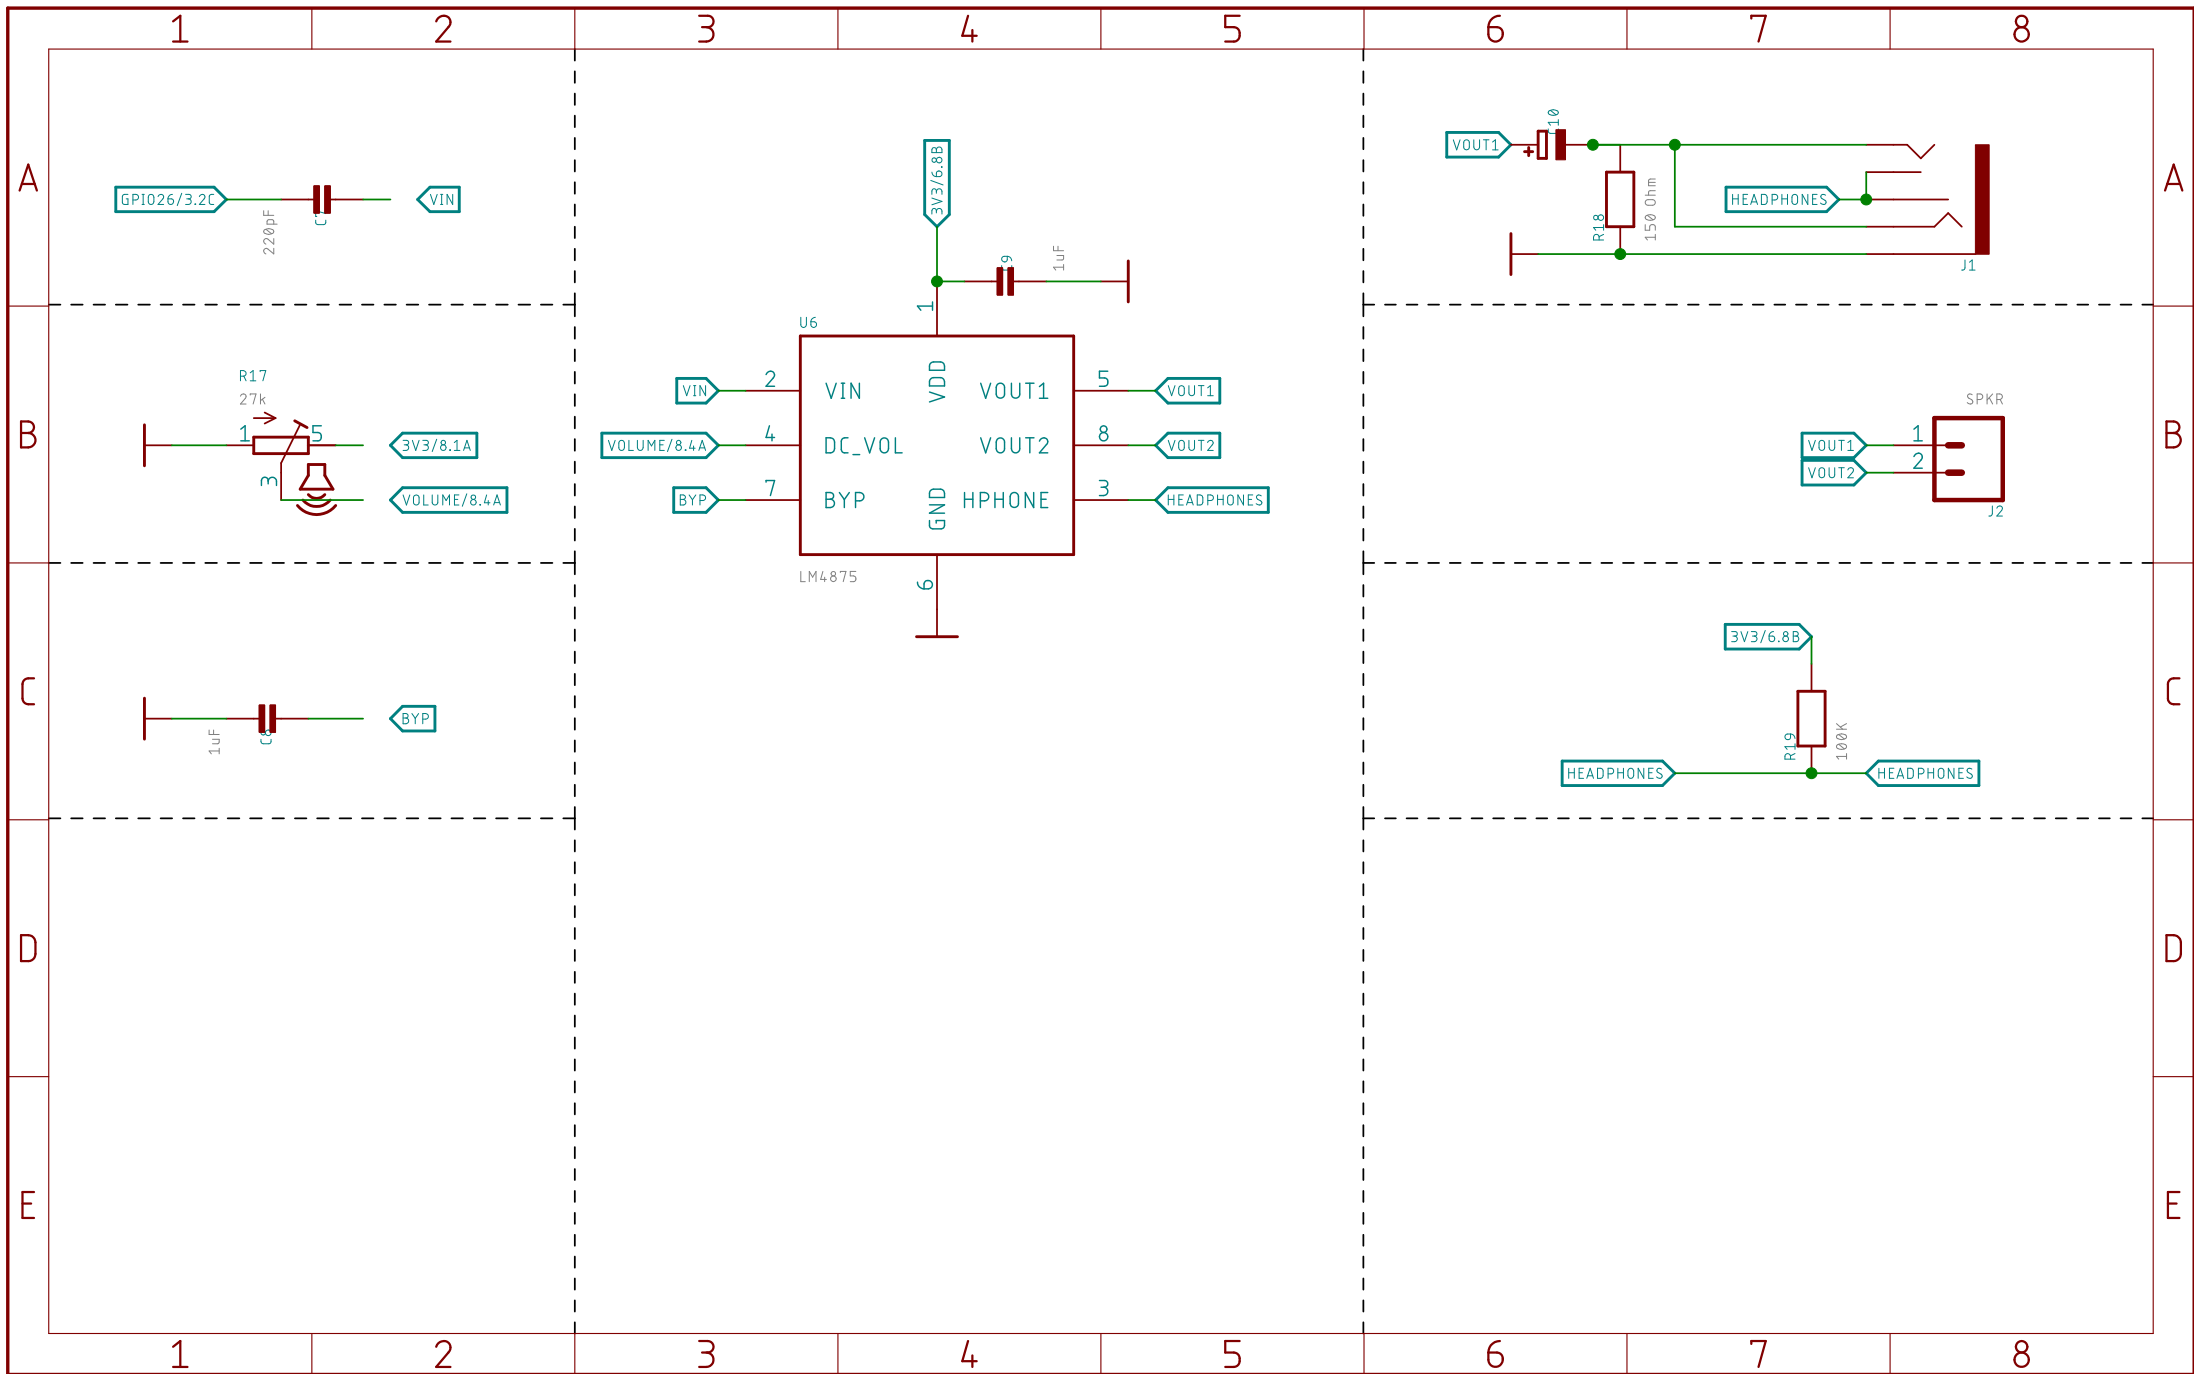 1 2 3 4 5 6 7 8
A
GPIO26/3.2C
220pF
C7
VIN
3V3/6.8B
C9
1uF
VOUT1
C10
R18
150 Ohm
HEADPHONES
J1
A
B
R17
27k
1
5
3
3V3/8.1A
VOLUME/8.4A
U6
1
VDD
VIN
2
VIN
VOLUME/8.4A
4
DC_VOL
BYP
7
BYP
VOUT1
5
VOUT1
VOUT2
8
VOUT2
HPHONE
3
HEADPHONES
GND
6
LM4875
SPKR
VOUT1
1
VOUT2
2
J2
B
C
1uF
C8
BYP
3V3/6.8B
R19
100K
HEADPHONES
HEADPHONES
C
D
D
E
E
1 2 3 4 5 6 7 8